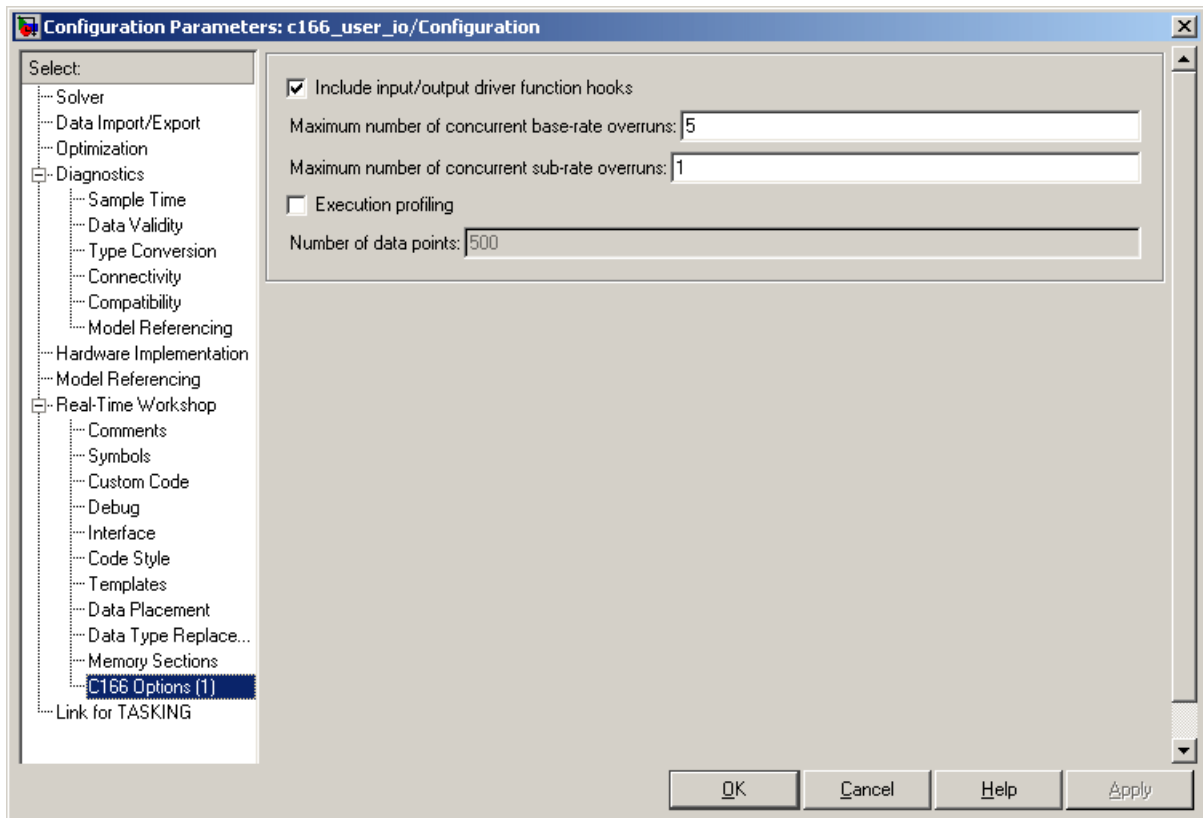 Configuration Parameters: c166_user_io/Configuration
Select:
Solver
Data Import/Export
Optimization
Diagnostics
Sample Time
Data Validity
Type Conversion
Connectivity
Compatibility
Model Referencing
Hardware Implementation
Model Referencing
Real-Time Workshop
Comments
Symbols
Custom Code
Debug
Interface
Code Style
Templates
Data Placement
Data Type Replace...
Memory Sections
C166 Options (1)
Link for TASKING
Include input/output driver function hooks
Maximum number of concurrent base-rate overruns: 5
Maximum number of concurrent sub-rate overruns: 1
Execution profiling
Number of data points: 500
OK Cancel Help Apply